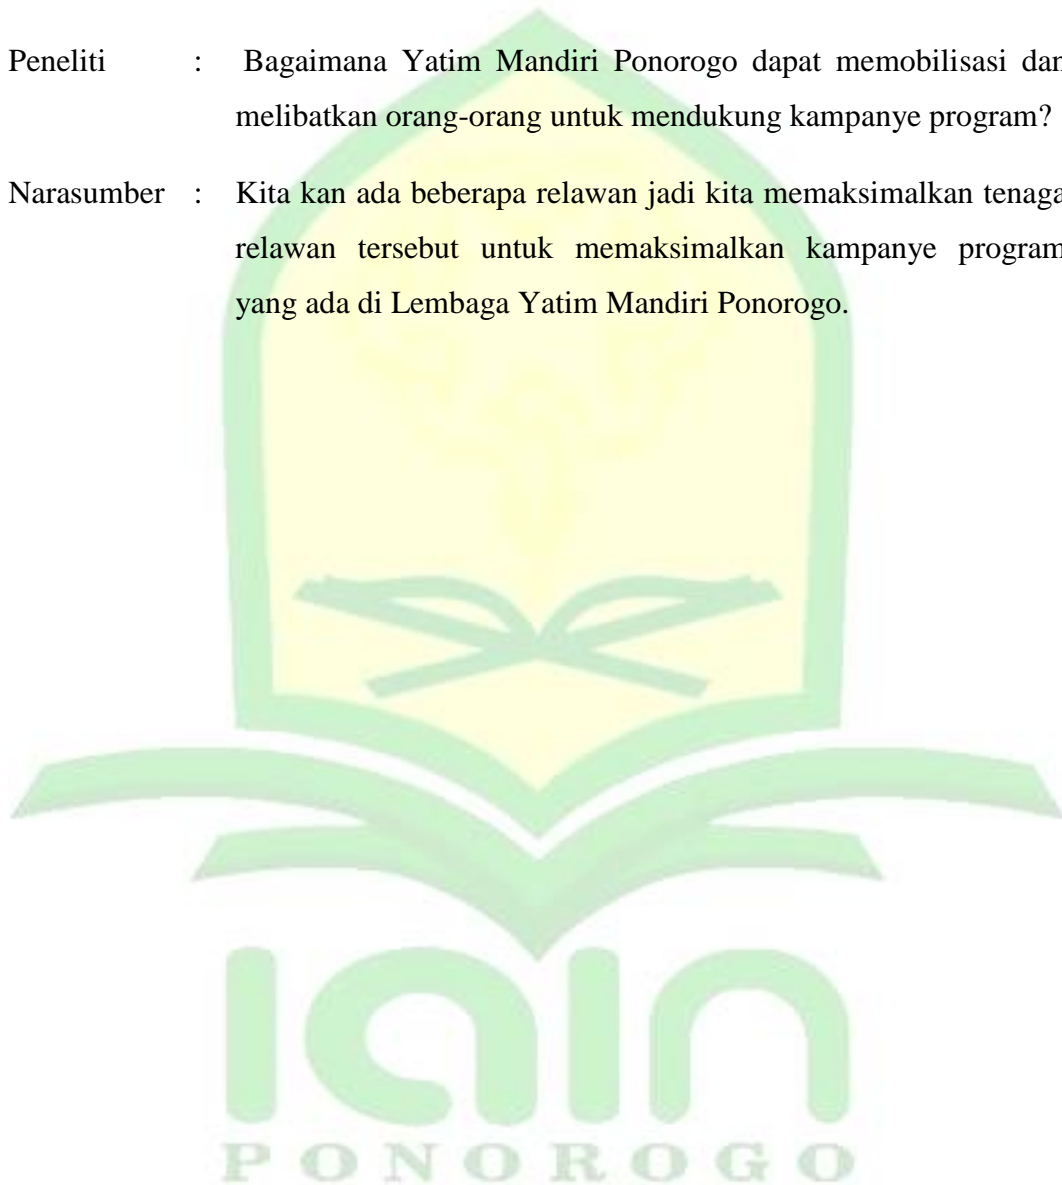 Peneliti : Bagaimana Yatim Mandiri Ponorogo dapat memobilisasi dan
melibatkan orang-orang untuk mendukung kampanye program?
Narasumber : Kita kan ada beberapa relawan jadi kita memaksimalkan tenaga
relawan tersebut untuk memaksimalkan kampanye program
yang ada di Lembaga Yatim Mandiri Ponorogo.
iain
PONOROGO